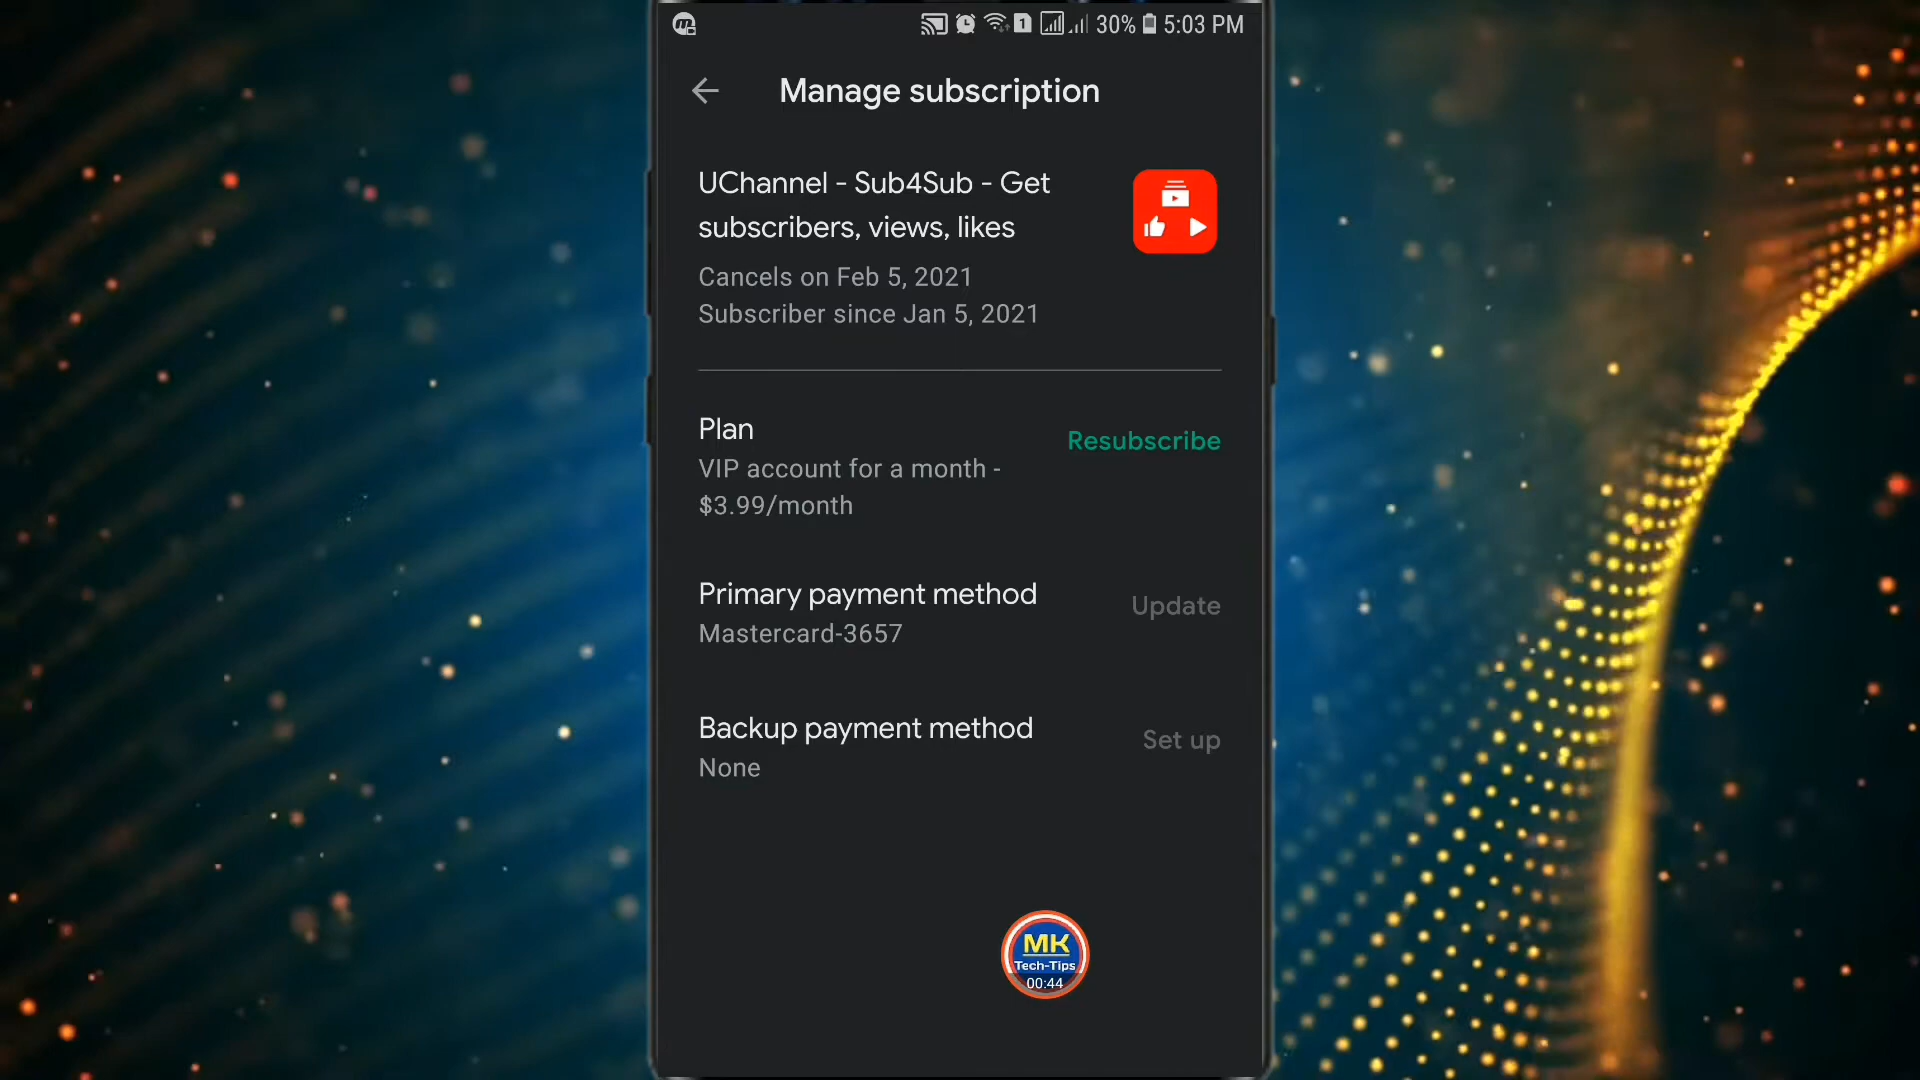 1
30%
5:03 PM
Manage subscription
UChannel - Sub4Sub - Get
subscribers, views, likes
Cancels on Feb 5, 2021
Subscriber since Jan 5, 2021
Plan
Resubscribe
VIP account for a month -
$3.99/month
Primary payment method
Update
Mastercard-3657
Backup payment method
Set up
None
MK
Tech-Tips
00:44